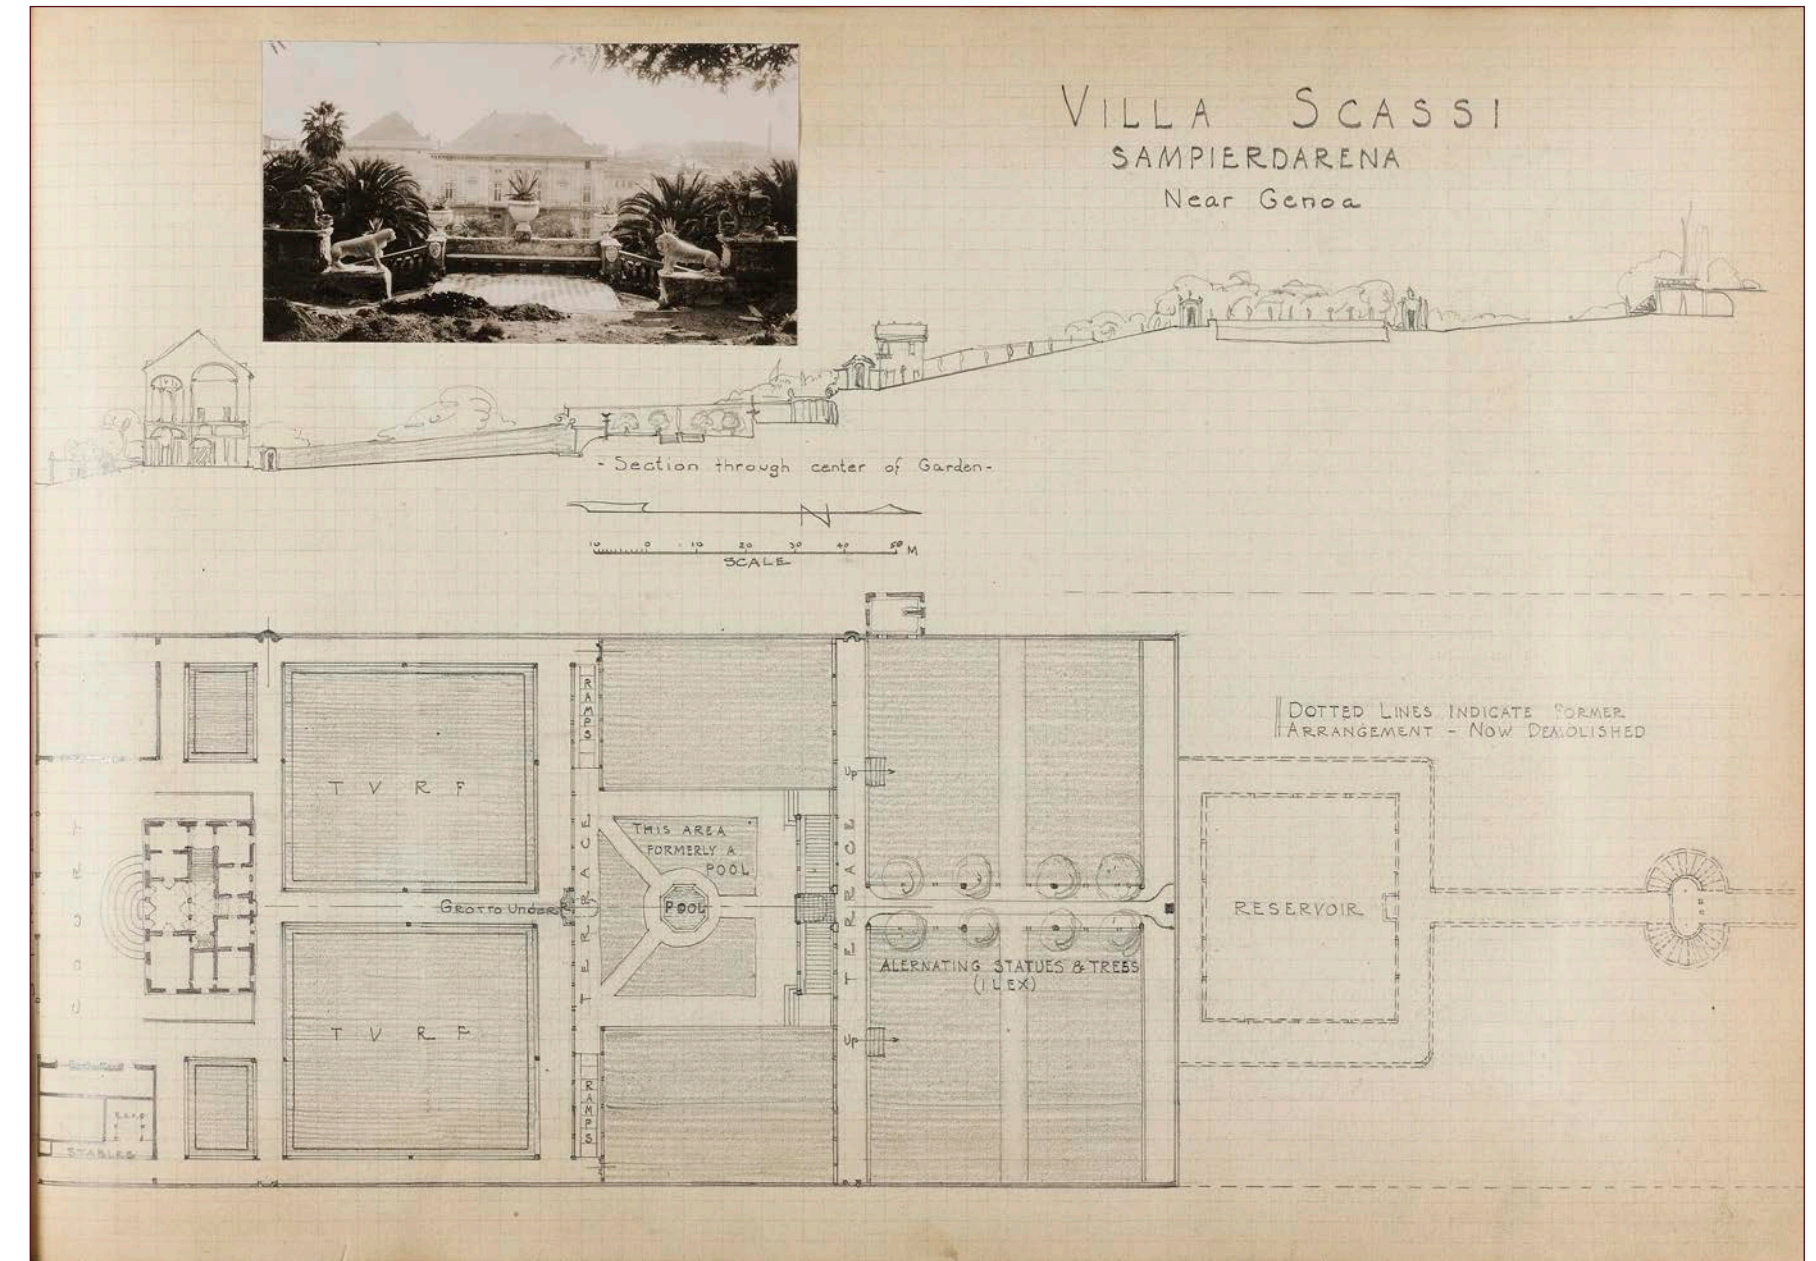 VILLA SCASSI
SAMPIERDARENA
Near Genoa
- Section through center of Garden -
N
10 0 10 20 30 40 50 M
SCALE
DOTTED LINES INDICATE FORMER
ARRANGEMENT - NOW DEMOLISHED
RAMPS
Up
TVRF
TERRACE
THIS AREA
FORMERLY A
POOL
TERRACE
GROTTO UNDER
POOL
RESERVOIR
ALERNATING STATUES & TREES
(ILEX)
TVRF
Up
RAMPS
STABLES